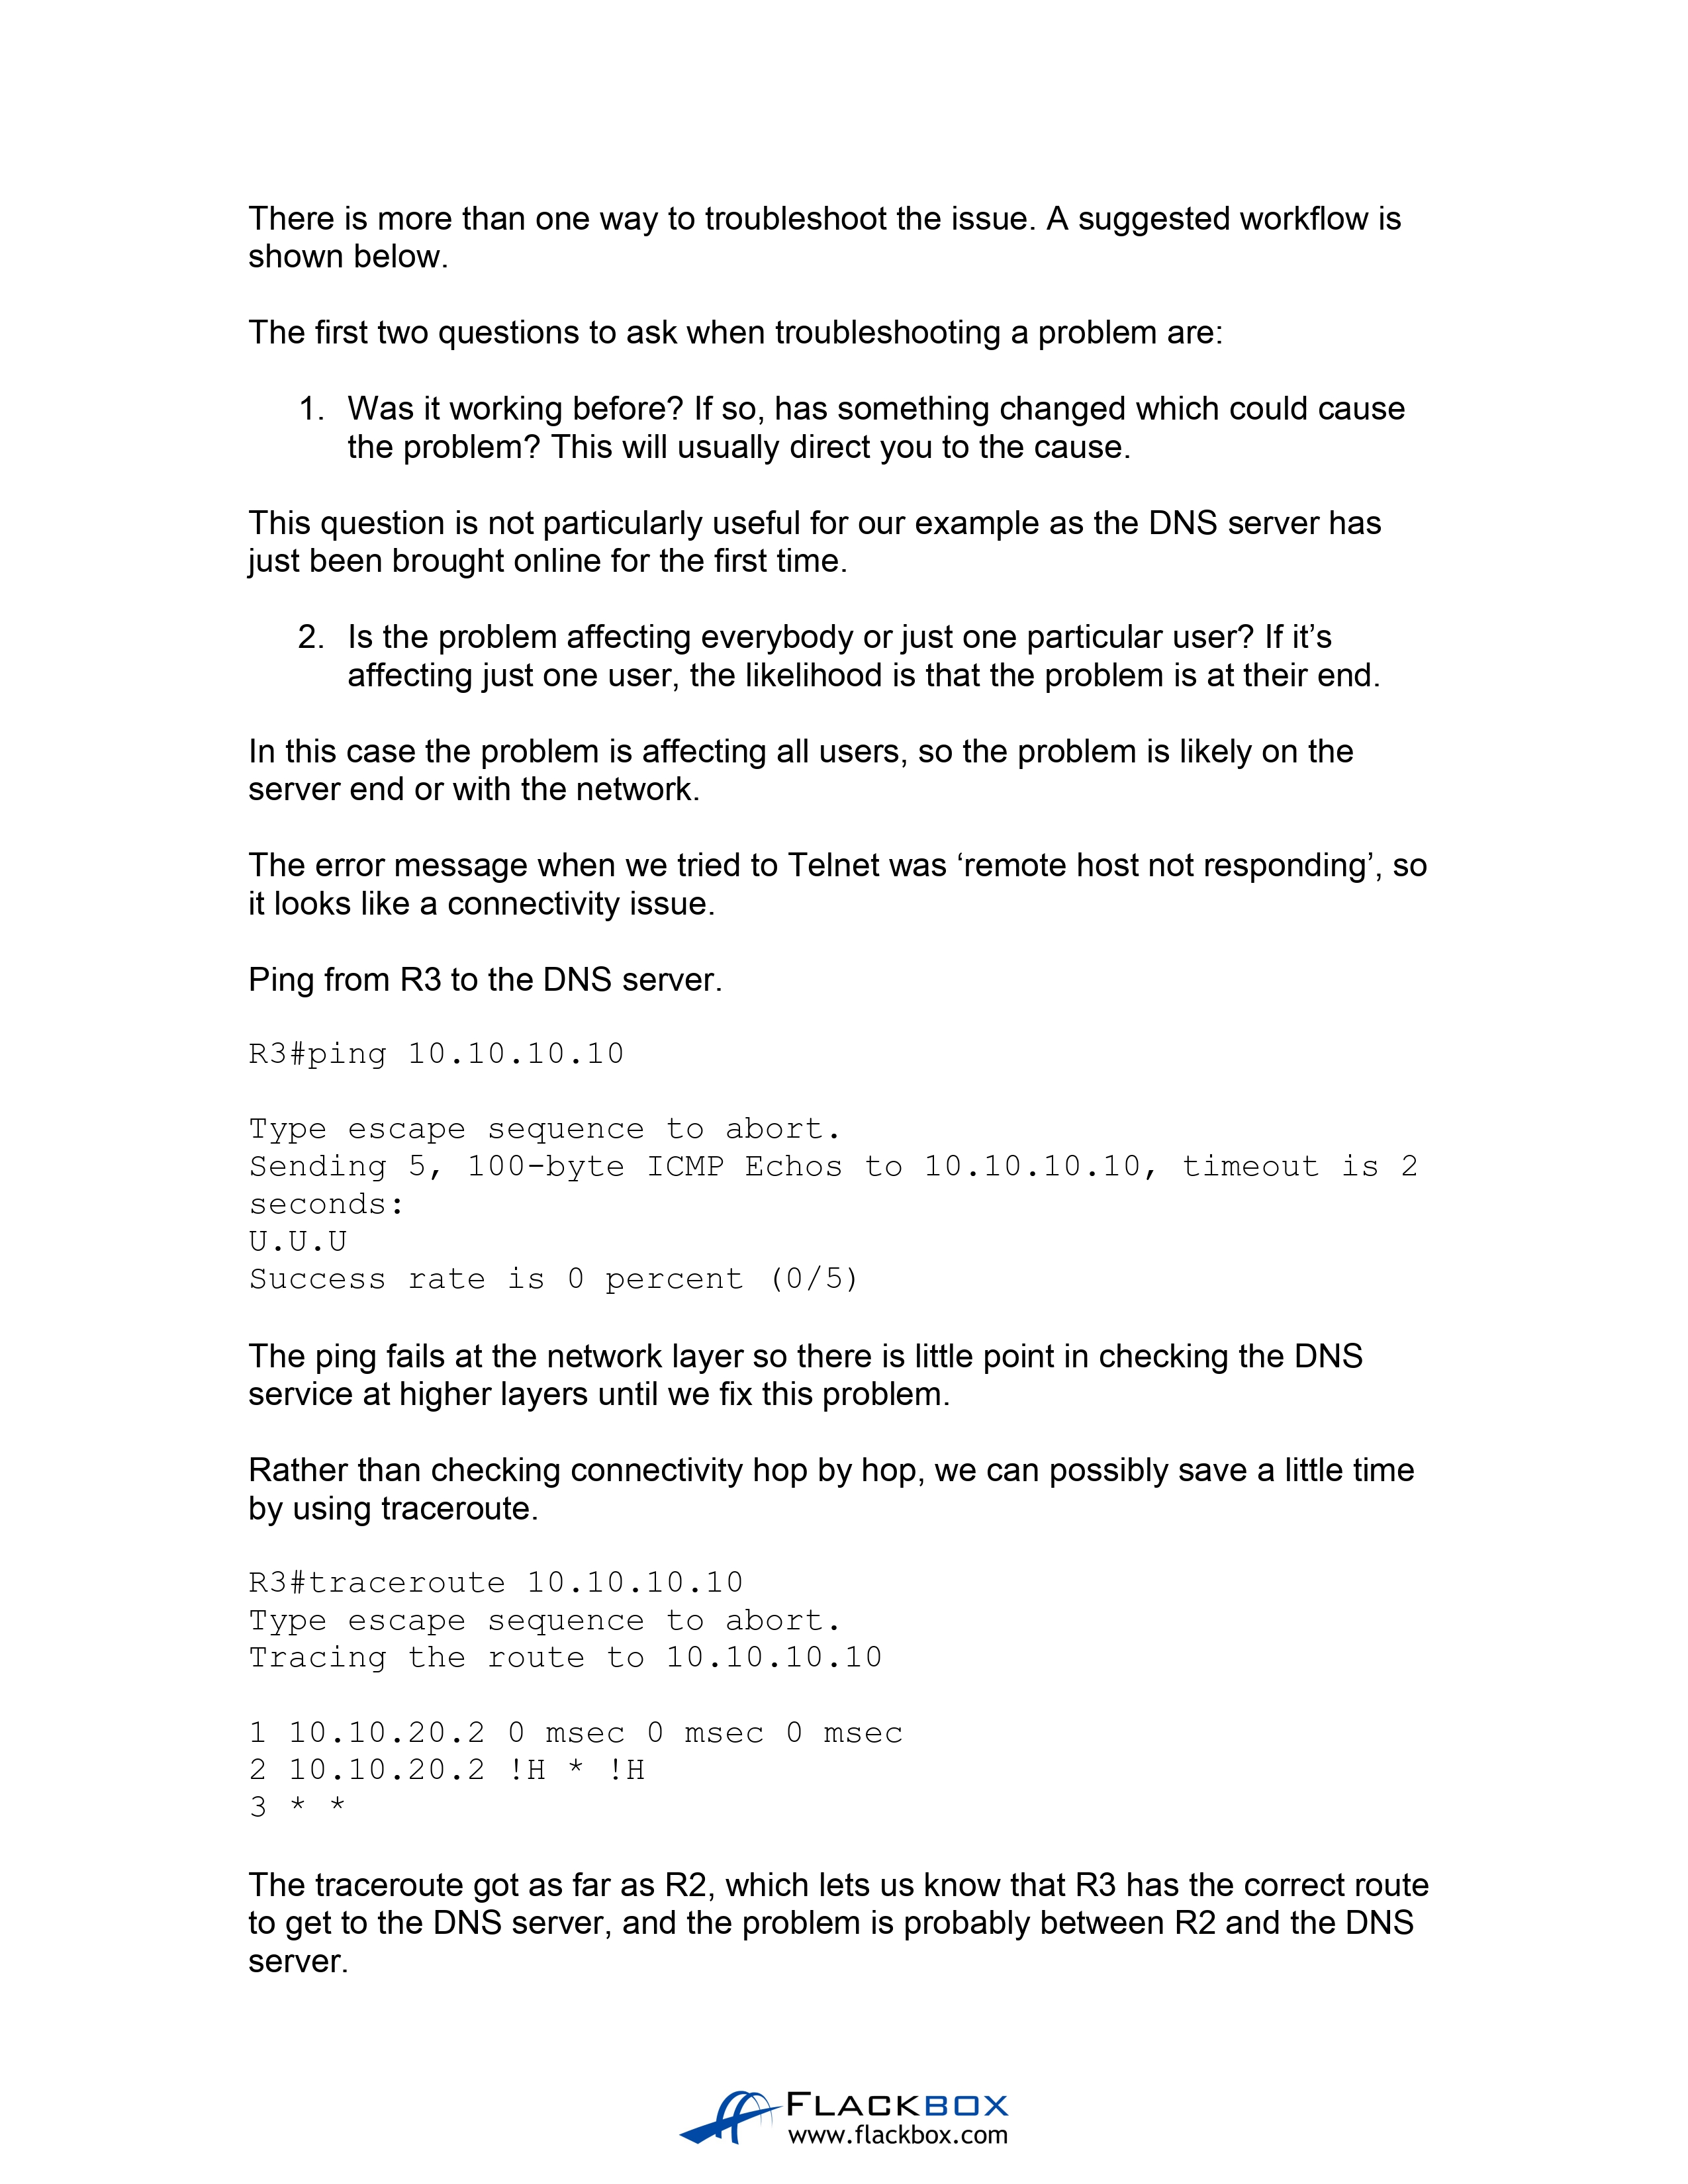 There is more than one way to troubleshoot the issue. A suggested workflow is
shown below.
The first two questions to ask when troubleshooting a problem are:
1. Was it working before? If so, has something changed which could cause
the problem? This will usually direct you to the cause.
This question is not particularly useful for our example as the DNS server has
just been brought online for the first time.
2. Is the problem affecting everybody or just one particular user? If it’s
affecting just one user, the likelihood is that the problem is at their end.
In this case the problem is affecting all users, so the problem is likely on the
server end or with the network.
The error message when we tried to Telnet was ‘remote host not responding’, so
it looks like a connectivity issue.
Ping from R3 to the DNS server.
R3#ping 10.10.10.10
Type escape sequence to abort.
Sending 5, 100-byte ICMP Echos to 10.10.10.10, timeout is 2
seconds:
U.U.U
Success rate is 0 percent (0/5)
The ping fails at the network layer so there is little point in checking the DNS
service at higher layers until we fix this problem.
Rather than checking connectivity hop by hop, we can possibly save a little time
by using traceroute.
R3#traceroute 10.10.10.10
Type escape sequence to abort.
Tracing the route to 10.10.10.10
1 10.10.20.2 0 msec 0 msec 0 msec
2 10.10.20.2 !H * !H
3 * *
The traceroute got as far as R2, which lets us know that R3 has the correct route
to get to the DNS server, and the problem is probably between R2 and the DNS
server.
FLACKBOX
www.flackbox.com